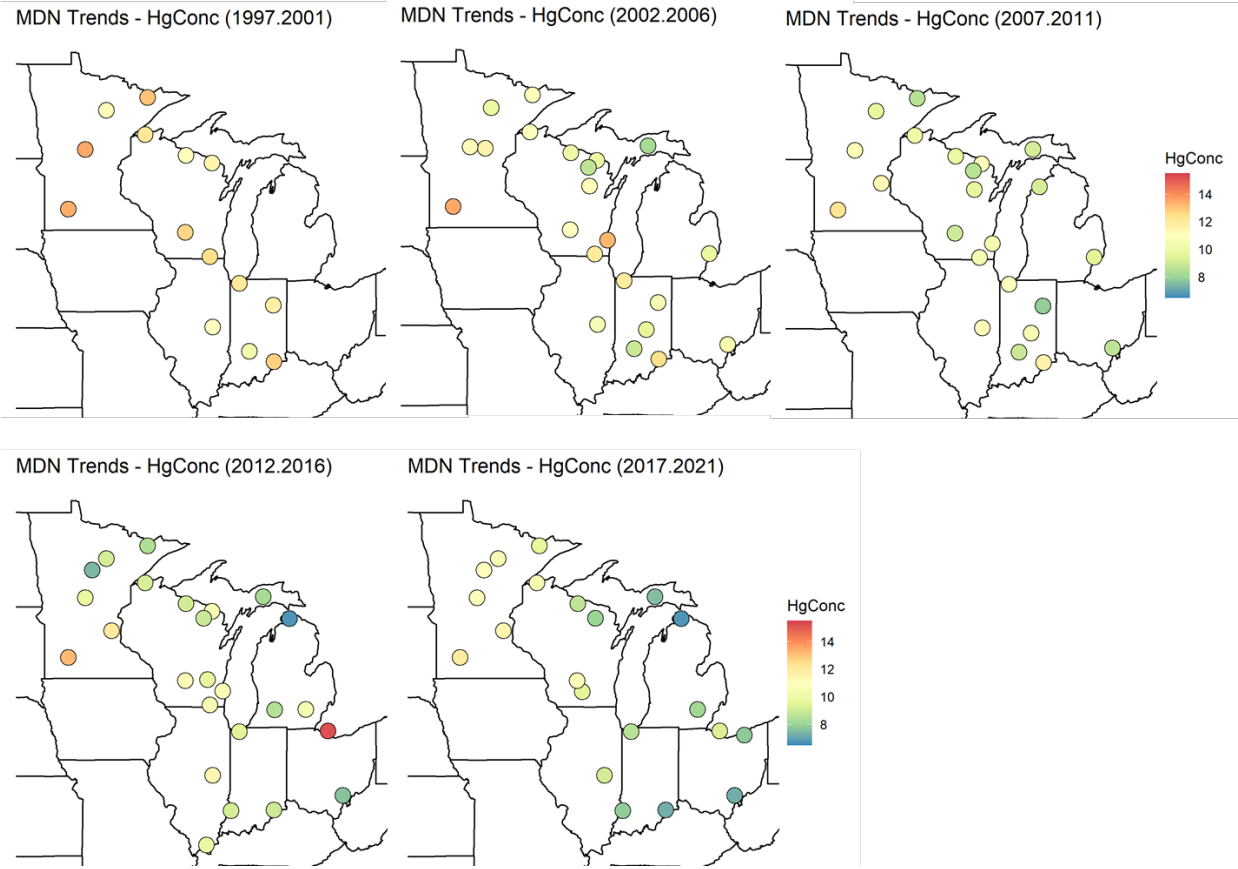 MDN Trends - HgConc (1997.2001)
MDN Trends - HgConc (2002.2006)
MDN Trends - HgConc (2007.2011)
HgConc
14
12
10
8
MDN Trends - HgConc (2012.2016)
MDN Trends - HgConc (2017.2021)
HgConc
14
12
10
8